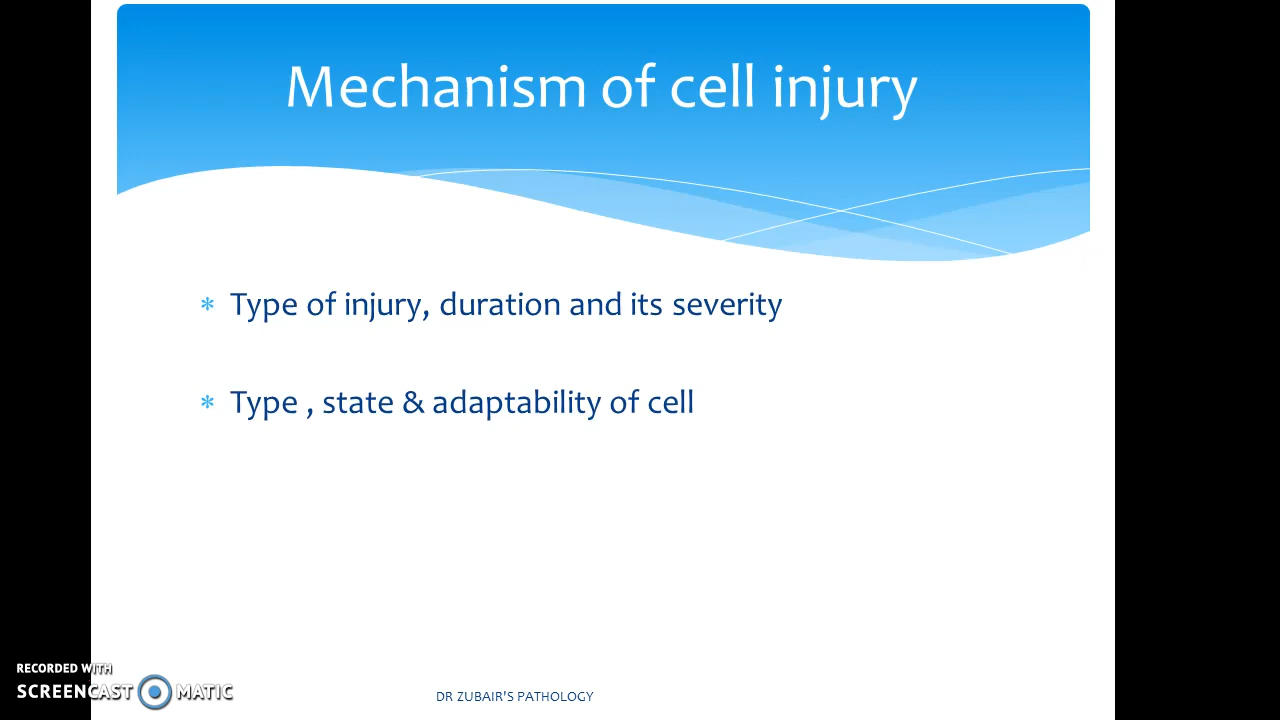 Mechanism of cell injury
* Type of injury, duration and its severity
* Type , state & adaptability of cell
RECORDED WITH
SCREENCAST MATIC
DR ZUBAIR'S PATHOLOGY